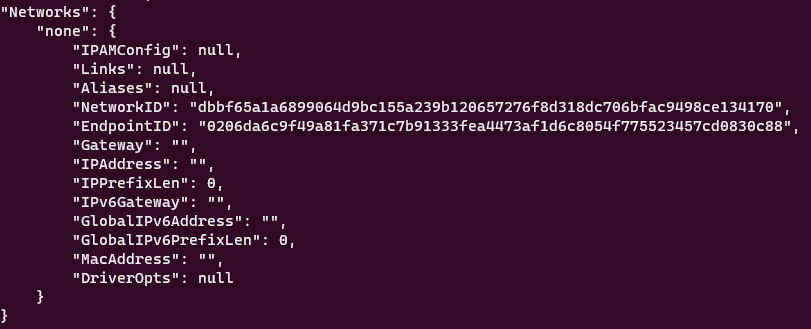 "Networks": {
    "none": {
        "IPAMConfig": null,
        "Links": null,
        "Aliases": null,
        "NetworkID": "dbbf65a1a6899064d9bc155a239b120657276f8d318dc706bfac9498ce134170",
        "EndpointID": "0206da6c9f49a81fa371c7b91333fea4473af1d6c8054f775523457cd0830c88",
        "Gateway": "",
        "IPAddress": "",
        "IPPrefixLen": 0,
        "IPv6Gateway": "",
        "GlobalIPv6Address": "",
        "GlobalIPv6PrefixLen": 0,
        "MacAddress": "",
        "DriverOpts": null
    }
}